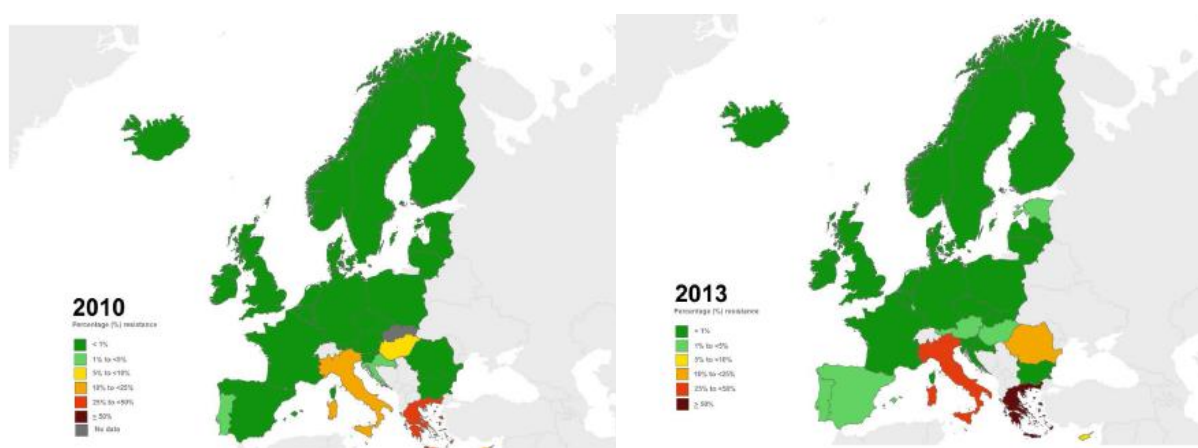 2010
Percentage (%) resistance
< 1%
1% to <5%
5% to <10%
10% to <25%
25% to <50%
≥ 50%
No data
2013
Percentage (%) resistance
< 1%
1% to <5%
5% to <10%
10% to <25%
25% to <50%
≥ 50%